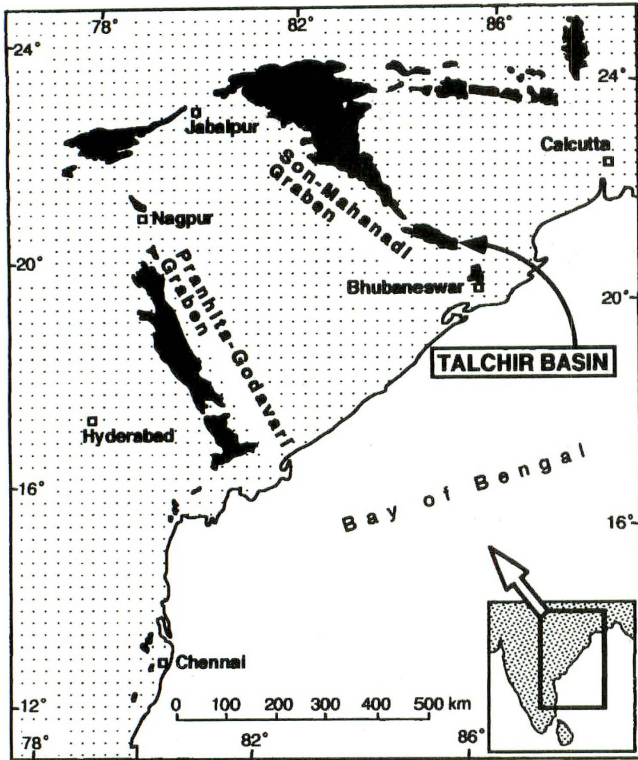 78° 82° 86°
24°
24°
Jabalpur
Calcutta
Son-Mahanadi
Graben
Nagpur
20°
Pranhita-Godavari
Graben
Bhubaneswar
20°
TALCHIR BASIN
Hyderabad
Bay of Bengal
16°
16°
Chennai
0 100 200 300 400 500 km
12°
78° 82° 86°